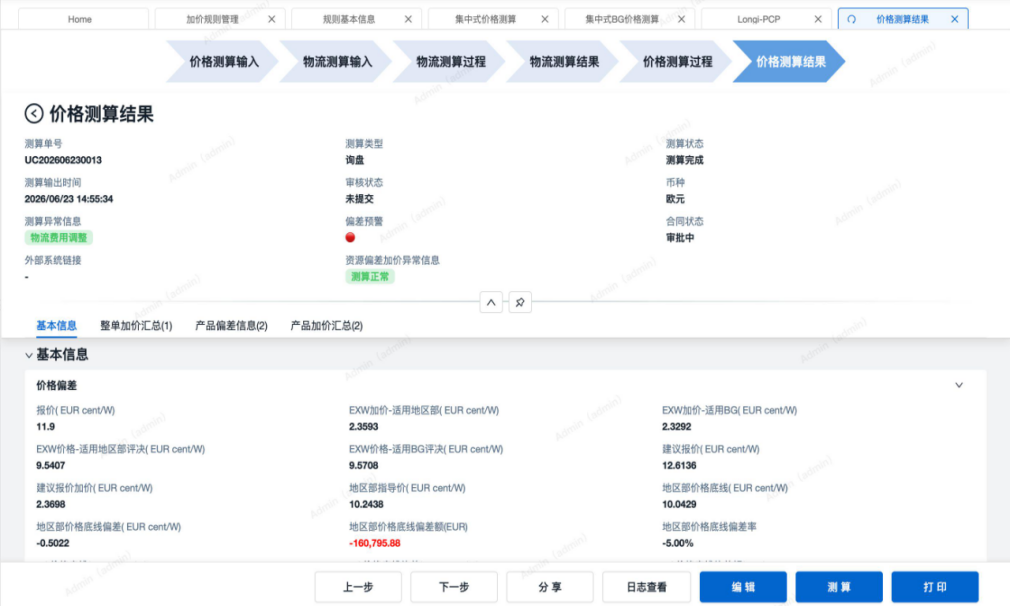 Home 加价规则管理 规则基本信息 集中式价格测算 集中式BG价格测算 Longi-PCP 价格测算结果
价格测算输入 物流测算输入 物流测算过程 物流测算结果 价格测算过程 价格测算结果
价格测算结果
测算单号 测算类型 测算状态
UC202606230013 询盘 测算完成
测算输出时间 审核状态 币种
2026/06/23 14:55:34 未提交 欧元
测算异常信息 偏差预警 合同状态
物流费用调整 审批中
外部系统链接 资源偏差加价异常信息
- 测算正常
基本信息 整单加价汇总(1) 产品偏差信息(2) 产品加价汇总(2)
基本信息
价格偏差
报价( EUR cent/W) EXW加价-适用地区部( EUR cent/W) EXW加价-适用BG( EUR cent/W)
11.9 2.3593 2.3292
EXW价格-适用地区部评决( EUR cent/W) EXW价格-适用BG评决( EUR cent/W) 建议报价( EUR cent/W)
9.5407 9.5708 12.6136
建议报价加价( EUR cent/W) 地区部指导价( EUR cent/W) 地区部价格底线( EUR cent/W)
2.3698 10.2438 10.0429
地区部价格底线偏差( EUR cent/W) 地区部价格底线偏差额(EUR) 地区部价格底线偏差率
-0.5022 -160,795.88 -5.00%
上一步 下一步 分 享 日志查看 编 辑 测 算 打 印
Admin (admin)